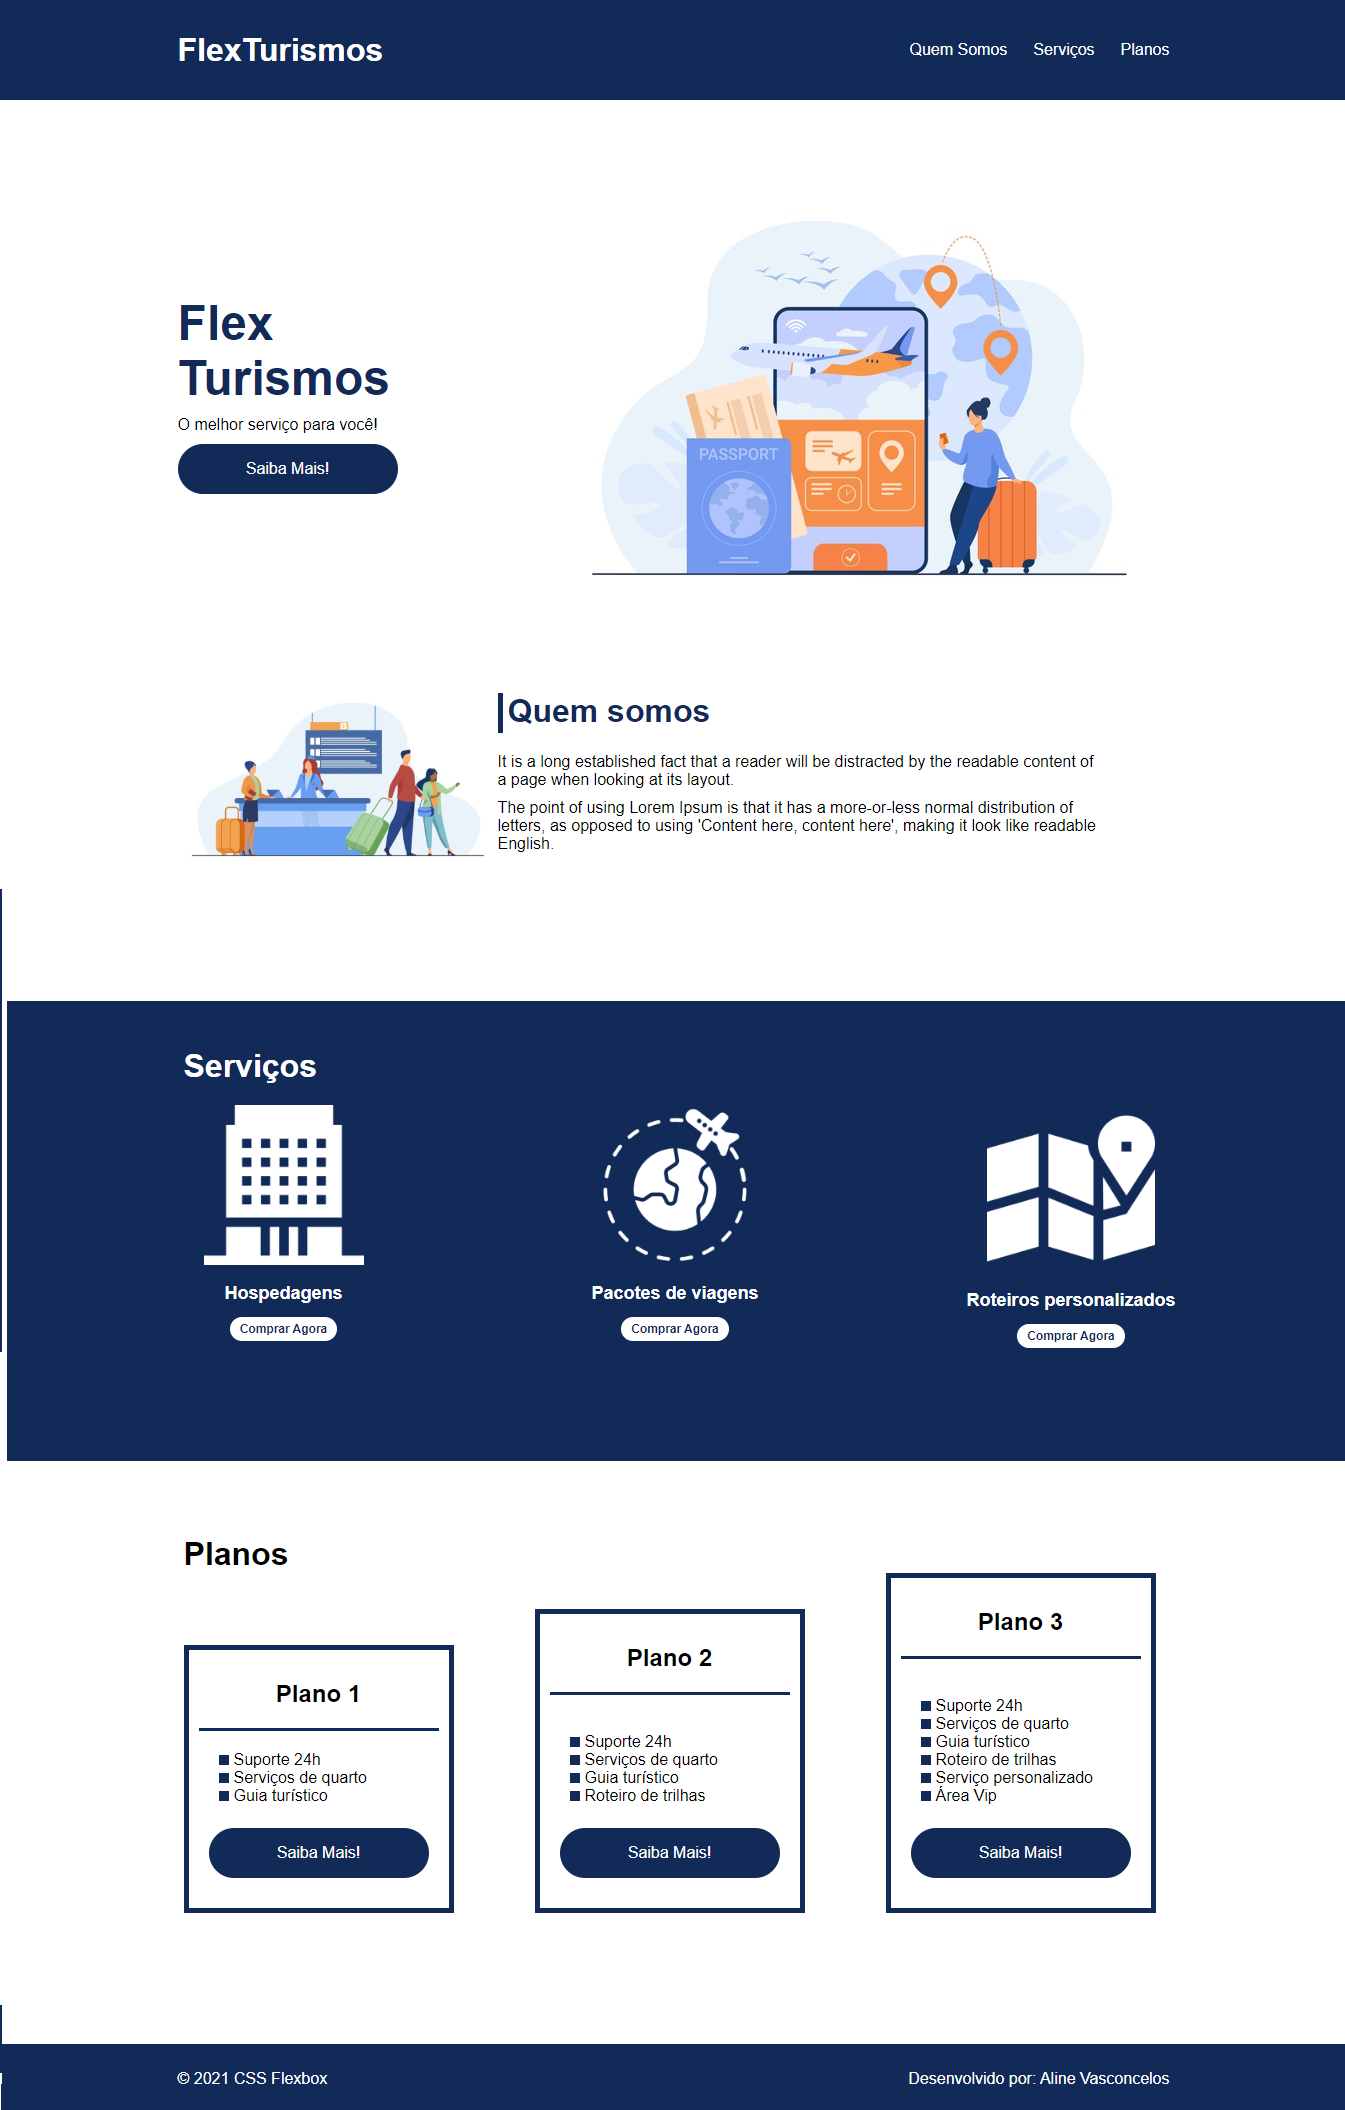 FlexTurismos
Quem Somos Serviços Planos
Flex
Turismos
O melhor serviço para você!
Saiba Mais!
PASSPORT
Quem somos
It is a long established fact that a reader will be distracted by the readable content of
a page when looking at its layout.
The point of using Lorem Ipsum is that it has a more-or-less normal distribution of
letters, as opposed to using 'Content here, content here', making it look like readable
English.
Serviços
Hospedagens
Comprar Agora
Pacotes de viagens
Comprar Agora
Roteiros personalizados
Comprar Agora
Planos
Plano 1
Suporte 24h
Serviços de quarto
Guia turístico
Saiba Mais!
Plano 2
Suporte 24h
Serviços de quarto
Guia turístico
Roteiro de trilhas
Saiba Mais!
Plano 3
Suporte 24h
Serviços de quarto
Guia turístico
Roteiro de trilhas
Serviço personalizado
Área Vip
Saiba Mais!
© 2021 CSS Flexbox
Desenvolvido por: Aline Vasconcelos